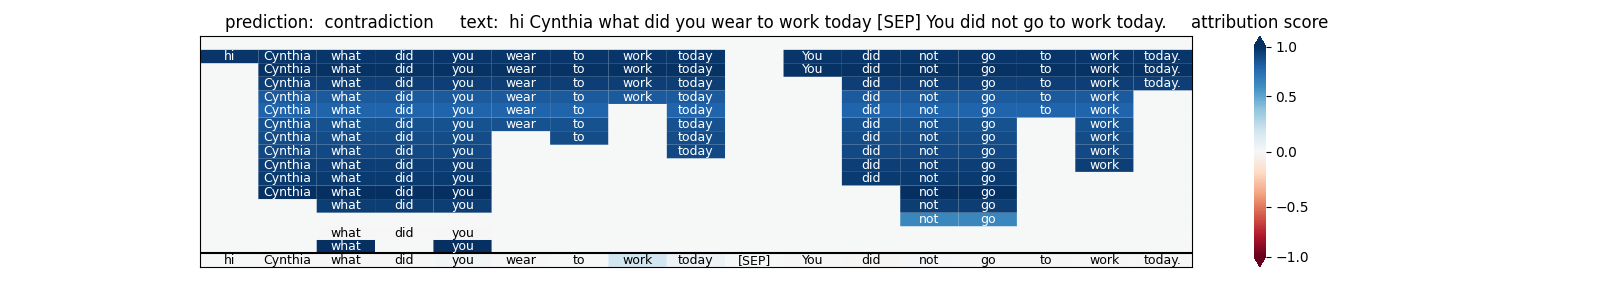 prediction: contradiction text: hi Cynthia what did you wear to work today [SEP] You did not go to work today. attribution score
hi Cynthia what did you wear to work today You did not go to work today. 1.0
Cynthia what did you wear to work today You did not go to work today.
Cynthia what did you wear to work today did not go to work today.
Cynthia what did you wear to work today did not go to work 0.5
Cynthia what did you wear to today did not go to work
Cynthia what did you wear to today did not go work
Cynthia what did you to today did not go work
Cynthia what did you today did not go work 0.0
Cynthia what did you did not go work
Cynthia what did you did not go
Cynthia what did you not go
what did you not go −0.5
not go
what did you
what you
hi Cynthia what did you wear to work today [SEP] You did not go to work today. −1.0